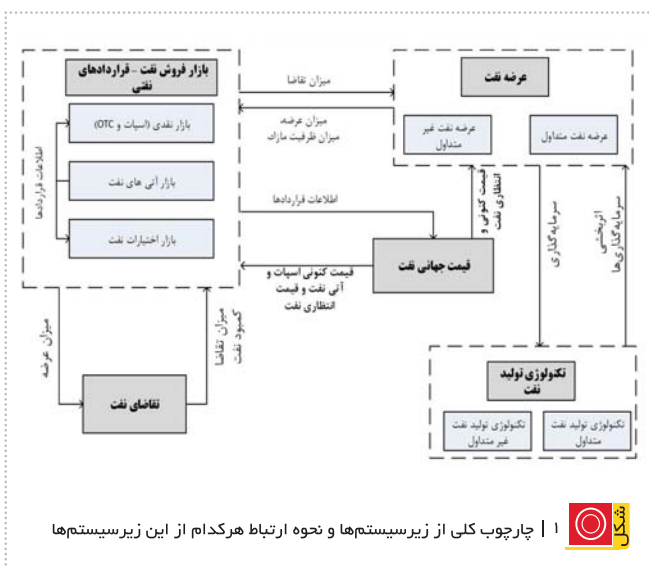 بازار فروش نفت – قراردادهای
نفتی
بازار نقدی (اسپات و OTC)
بازار آتی های نفت
بازار اختیارات نفت
اطلاعات قراردادها
میزان تقاضا
میزان عرضه،
میزان ظرفیت مازاد
عرضه نفت
عرضه نفت متداول
عرضه نفت غیر
متداول
اطلاعات قراردادها
قیمت کنونی و
انتظاری نفت
سرمایه‌گذاری
اثربخشی
سرمایه‌گذاری‌ها
قیمت جهانی نفت
قیمت کنونی اسپات و
آتی نفت و قیمت
انتظاری نفت
میزان عرضه
میزان تقاضا
کمبود نفت
تقاضای نفت
تکنولوژی تولید
نفت
تکنولوژی تولید نفت
متداول
تکنولوژی تولید نفت
غیر متداول
شکل
۱ | چارچوب کلی از زیرسیستم‌ها و نحوه ارتباط هرکدام از این زیرسیستم‌ها